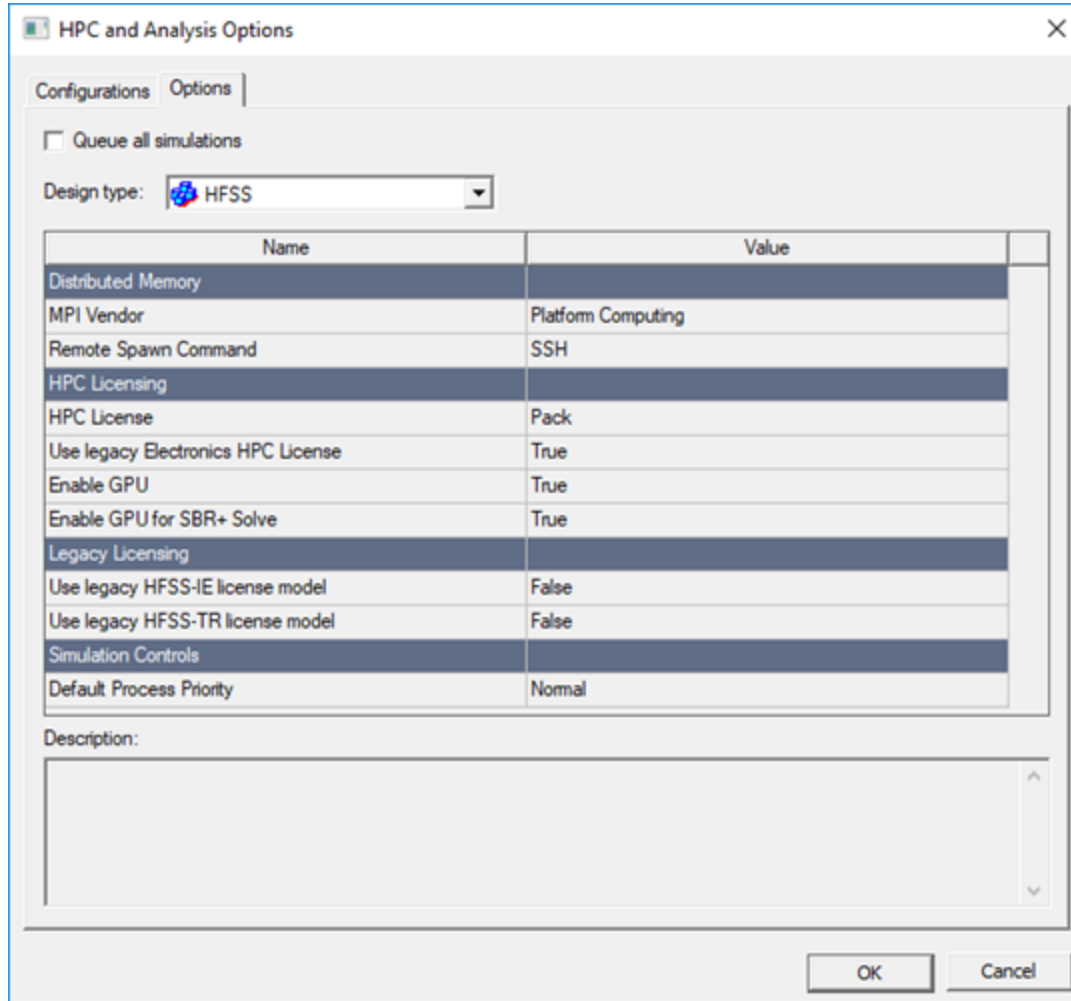 HPC and Analysis Options
Configurations Options
Queue all simulations
Design type: HFSS
Name Value
Distributed Memory
MPI Vendor Platform Computing
Remote Spawn Command SSH
HPC Licensing
HPC License Pack
Use legacy Electronics HPC License True
Enable GPU True
Enable GPU for SBR+ Solve True
Legacy Licensing
Use legacy HFSS-IE license model False
Use legacy HFSS-TR license model False
Simulation Controls
Default Process Priority Normal
Description:
OK Cancel